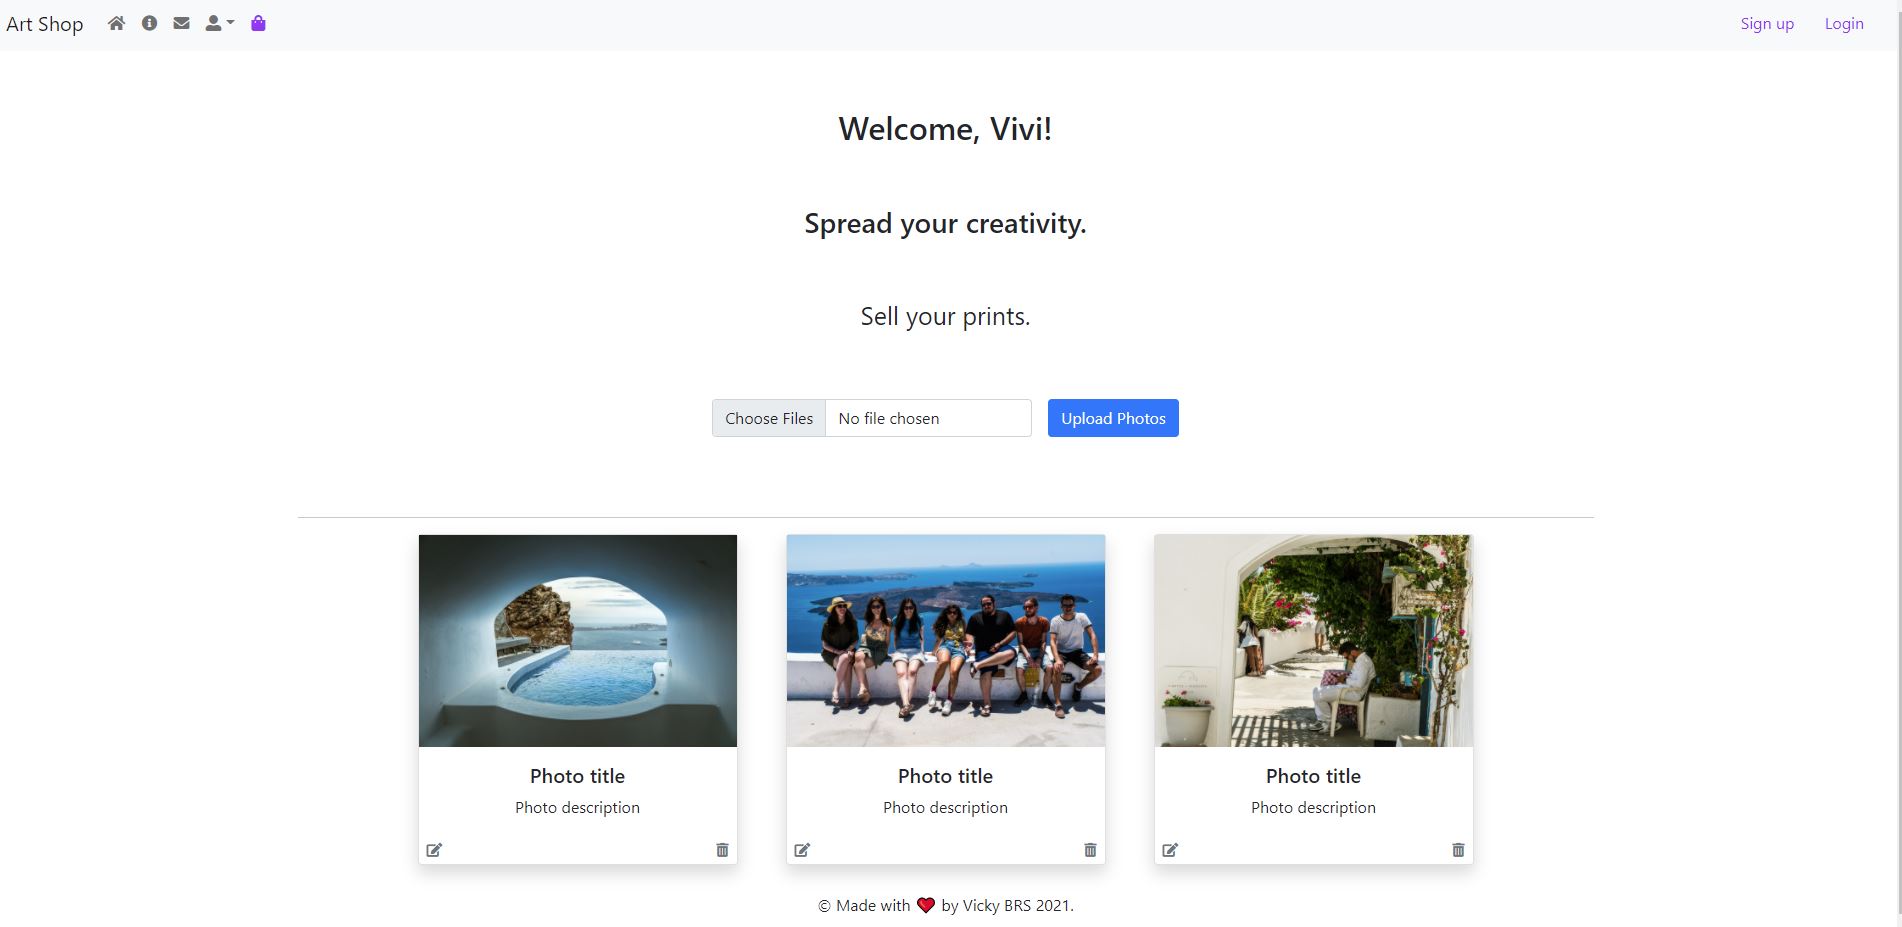 Art Shop
Sign up
Login
Welcome, Vivi!
Spread your creativity.
Sell your prints.
Choose Files
No file chosen
Upload Photos
Photo title
Photo description
Photo title
Photo description
Photo title
Photo description
© Made with ❤ by Vicky BRS 2021.